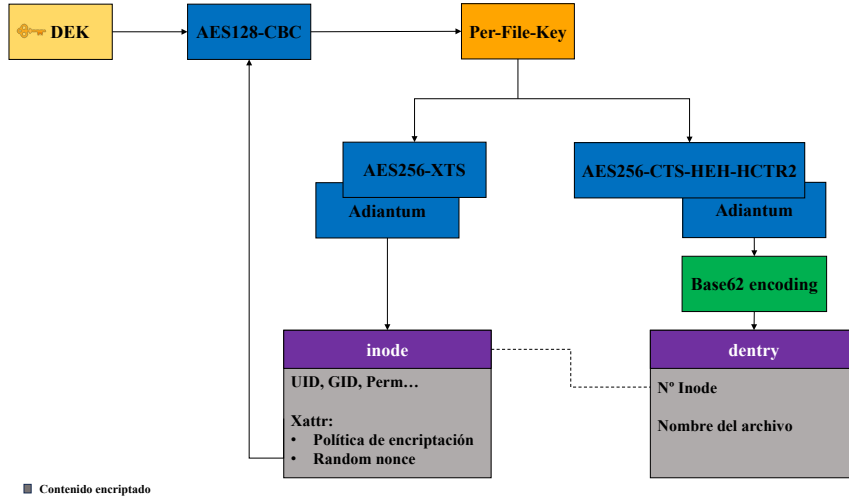 DEK
AES128-CBC
Per-File-Key
AES256-XTS
Adiantum
AES256-CTS-HEH-HCTR2
Adiantum
Base62 encoding
inode
UID, GID, Perm…
Xattr:
• Política de encriptación
• Random nonce
dentry
Nº Inode
Nombre del archivo
Contenido encriptado